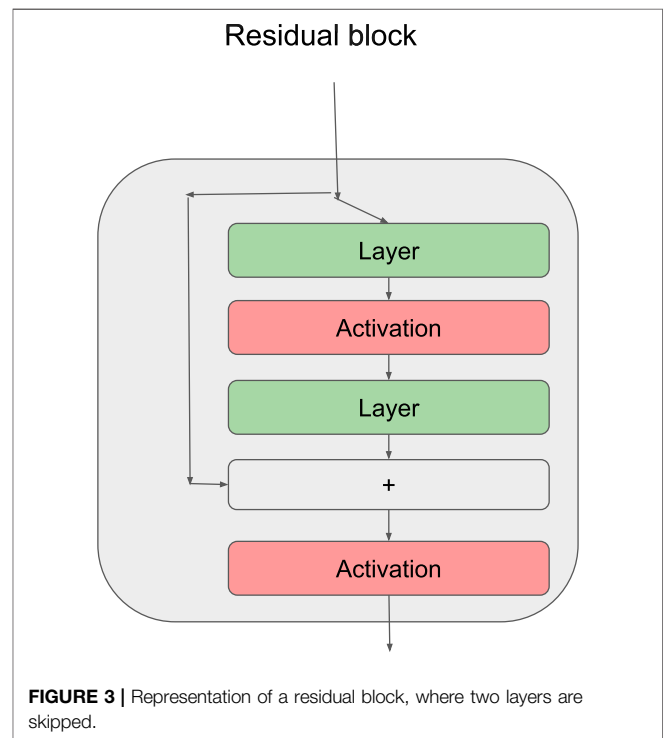 Residual block
Layer
Activation
Layer
+
Activation
FIGURE 3 | Representation of a residual block, where two layers are
skipped.